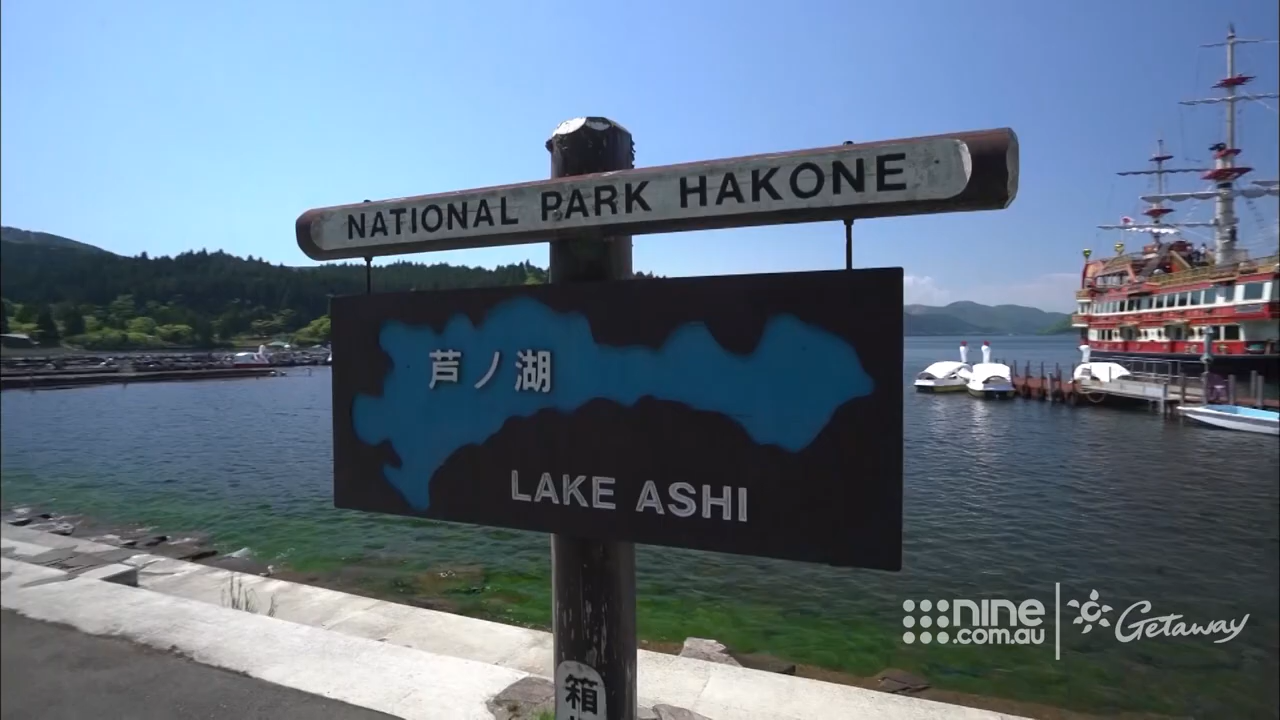 NATIONAL PARK HAKONE
芦ノ湖
LAKE ASHI
箱
nine
.com.au
Getaway